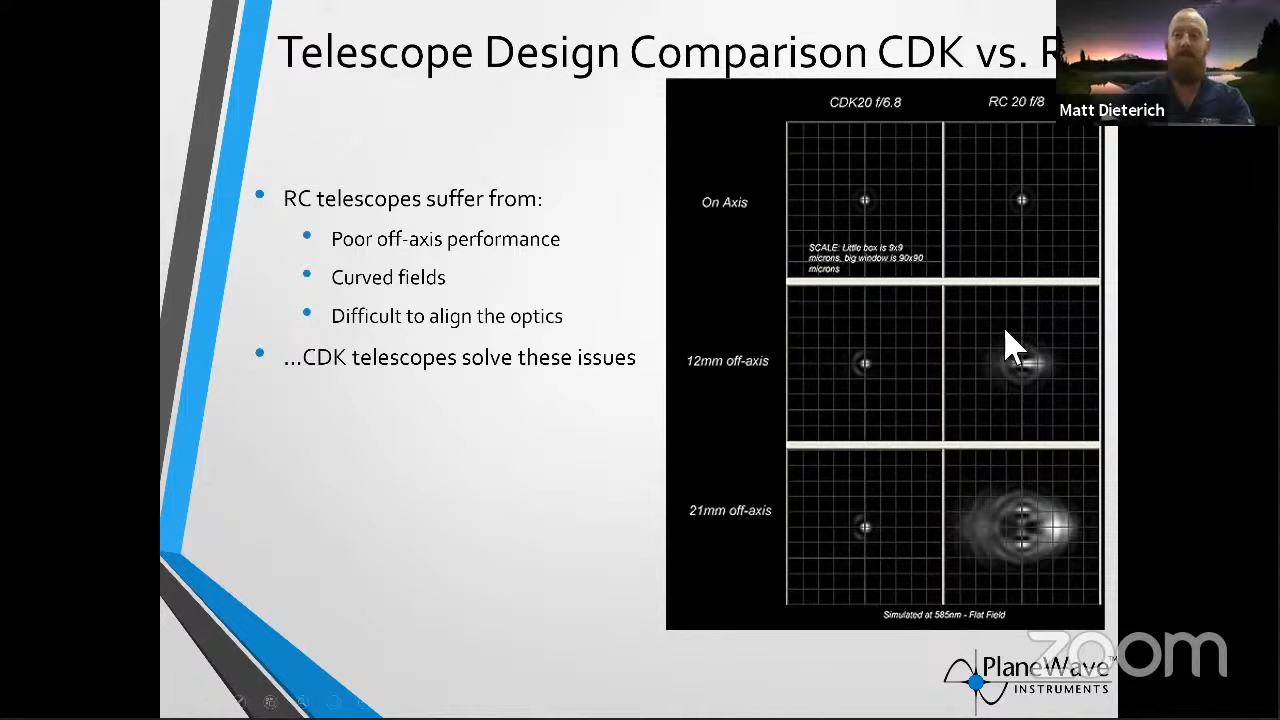 Telescope Design Comparison CDK vs. R
Matt Dieterich
CDK20 f/6.8
RC 20 f/8
RC telescopes suffer from:
Poor off-axis performance
Curved fields
Difficult to align the optics
...CDK telescopes solve these issues
On Axis
SCALE: Little box is 9x9
microns, big window is 90x90
microns
12mm off-axis
21mm off-axis
Simulated at 585nm - Flat Field
zoom
PlaneWave™
INSTRUMENTS